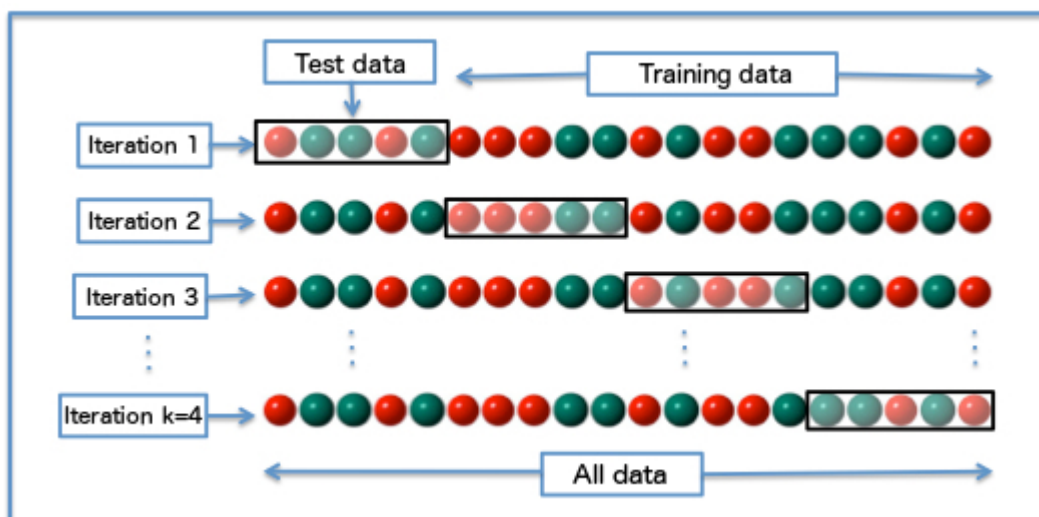 Test data
Training data
Iteration 1
Iteration 2
Iteration 3
Iteration k=4
All data